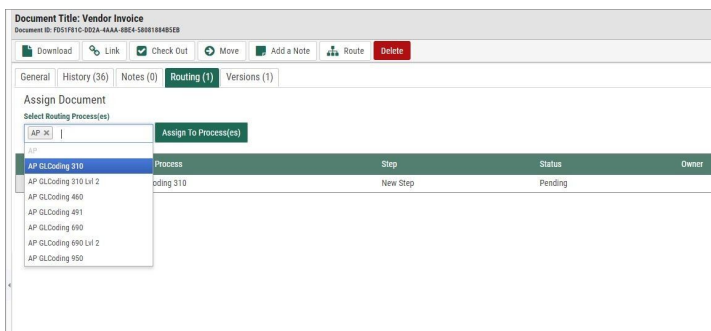 Document Title: Vendor Invoice
Document ID: FD51F81C-DD2A-4AAA-8BE4-58081884B5EB
Download Link Check Out Move Add a Note Route Delete
General History (36) Notes (0) Routing (1) Versions (1)
Assign Document
Select Routing Process(es)
AP × Assign To Process(es)
AP
AP GLCoding 310 Process Step Status Owner
AP GLCoding 310 Lvl 2 oding 310 New Step Pending
AP GLCoding 460
AP GLCoding 491
AP GLCoding 690
AP GLCoding 690 Lvl 2
AP GLCoding 950